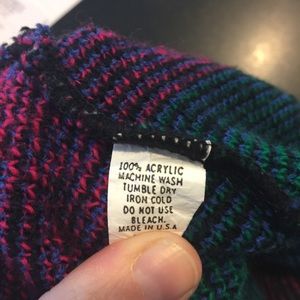 100% ACRYLIC
MACHINE WASH
TUMBLE DRY
IRON COLD
DO NOT USE
BLEACH.
MADE IN U.S.A